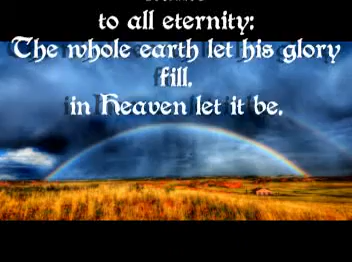 to all eternity:
The whole earth let his glory
fill.
in Heaven let it be.